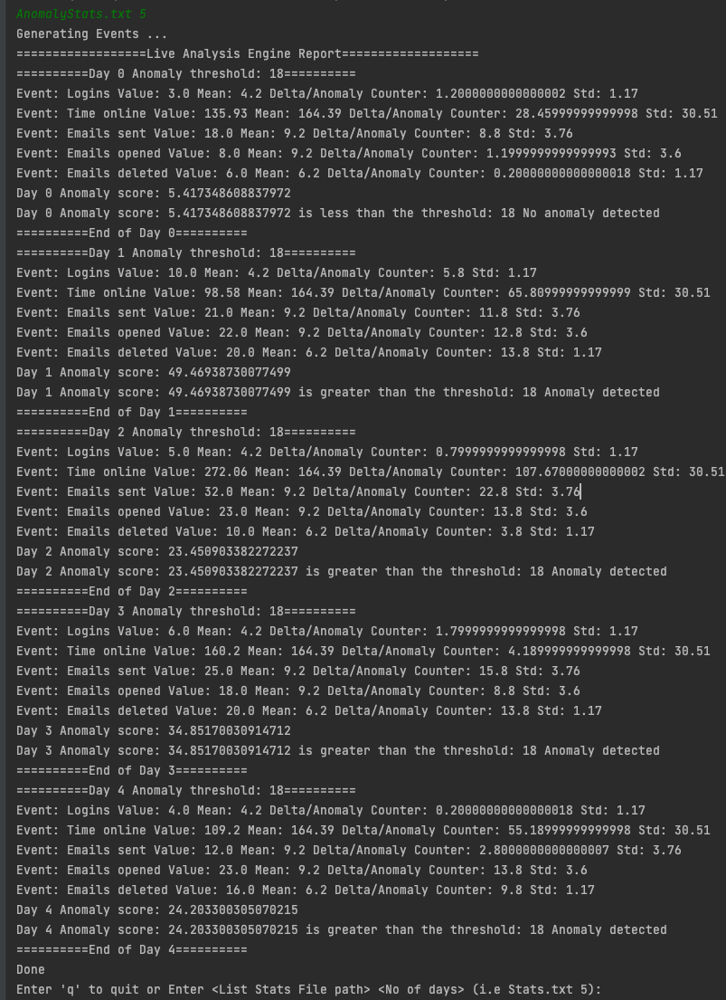 AnomalyStats.txt 5
Generating Events ...
==================Live Analysis Engine Report===================
==========Day 0 Anomaly threshold: 18==========
Event: Logins Value: 3.0 Mean: 4.2 Delta/Anomaly Counter: 1.2000000000000002 Std: 1.17
Event: Time online Value: 135.93 Mean: 164.39 Delta/Anomaly Counter: 28.45999999999998 Std: 30.51
Event: Emails sent Value: 18.0 Mean: 9.2 Delta/Anomaly Counter: 8.8 Std: 3.76
Event: Emails opened Value: 8.0 Mean: 9.2 Delta/Anomaly Counter: 1.1999999999999993 Std: 3.6
Event: Emails deleted Value: 6.0 Mean: 6.2 Delta/Anomaly Counter: 0.20000000000000018 Std: 1.17
Day 0 Anomaly score: 5.417348608837972
Day 0 Anomaly score: 5.417348608837972 is less than the threshold: 18 No anomaly detected
==========End of Day 0==========
==========Day 1 Anomaly threshold: 18==========
Event: Logins Value: 10.0 Mean: 4.2 Delta/Anomaly Counter: 5.8 Std: 1.17
Event: Time online Value: 98.58 Mean: 164.39 Delta/Anomaly Counter: 65.80999999999999 Std: 30.51
Event: Emails sent Value: 21.0 Mean: 9.2 Delta/Anomaly Counter: 11.8 Std: 3.76
Event: Emails opened Value: 22.0 Mean: 9.2 Delta/Anomaly Counter: 12.8 Std: 3.6
Event: Emails deleted Value: 20.0 Mean: 6.2 Delta/Anomaly Counter: 13.8 Std: 1.17
Day 1 Anomaly score: 49.46938730077499
Day 1 Anomaly score: 49.46938730077499 is greater than the threshold: 18 Anomaly detected
==========End of Day 1==========
==========Day 2 Anomaly threshold: 18==========
Event: Logins Value: 5.0 Mean: 4.2 Delta/Anomaly Counter: 0.7999999999999998 Std: 1.17
Event: Time online Value: 272.06 Mean: 164.39 Delta/Anomaly Counter: 107.67000000000002 Std: 30.51
Event: Emails sent Value: 32.0 Mean: 9.2 Delta/Anomaly Counter: 22.8 Std: 3.76
Event: Emails opened Value: 23.0 Mean: 9.2 Delta/Anomaly Counter: 13.8 Std: 3.6
Event: Emails deleted Value: 10.0 Mean: 6.2 Delta/Anomaly Counter: 3.8 Std: 1.17
Day 2 Anomaly score: 23.450903382272237
Day 2 Anomaly score: 23.450903382272237 is greater than the threshold: 18 Anomaly detected
==========End of Day 2==========
==========Day 3 Anomaly threshold: 18==========
Event: Logins Value: 6.0 Mean: 4.2 Delta/Anomaly Counter: 1.7999999999999998 Std: 1.17
Event: Time online Value: 160.2 Mean: 164.39 Delta/Anomaly Counter: 4.189999999999998 Std: 30.51
Event: Emails sent Value: 25.0 Mean: 9.2 Delta/Anomaly Counter: 15.8 Std: 3.76
Event: Emails opened Value: 18.0 Mean: 9.2 Delta/Anomaly Counter: 8.8 Std: 3.6
Event: Emails deleted Value: 20.0 Mean: 6.2 Delta/Anomaly Counter: 13.8 Std: 1.17
Day 3 Anomaly score: 34.85170030914712
Day 3 Anomaly score: 34.85170030914712 is greater than the threshold: 18 Anomaly detected
==========End of Day 3==========
==========Day 4 Anomaly threshold: 18==========
Event: Logins Value: 4.0 Mean: 4.2 Delta/Anomaly Counter: 0.20000000000000018 Std: 1.17
Event: Time online Value: 109.2 Mean: 164.39 Delta/Anomaly Counter: 55.18999999999998 Std: 30.51
Event: Emails sent Value: 12.0 Mean: 9.2 Delta/Anomaly Counter: 2.8000000000000007 Std: 3.76
Event: Emails opened Value: 23.0 Mean: 9.2 Delta/Anomaly Counter: 13.8 Std: 3.6
Event: Emails deleted Value: 16.0 Mean: 6.2 Delta/Anomaly Counter: 9.8 Std: 1.17
Day 4 Anomaly score: 24.203300305070215
Day 4 Anomaly score: 24.203300305070215 is greater than the threshold: 18 Anomaly detected
==========End of Day 4==========
Done
Enter 'q' to quit or Enter <List Stats File path> <No of days> (i.e Stats.txt 5):